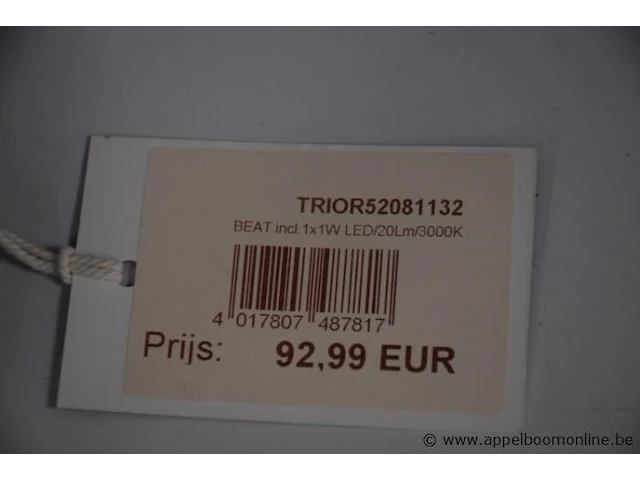 TRIOR52081132
BEAT incl.1x1W LED/20Lm/3000K
4 017807 487817
Prijs: 92,99 EUR
© www.appelboomonline.be